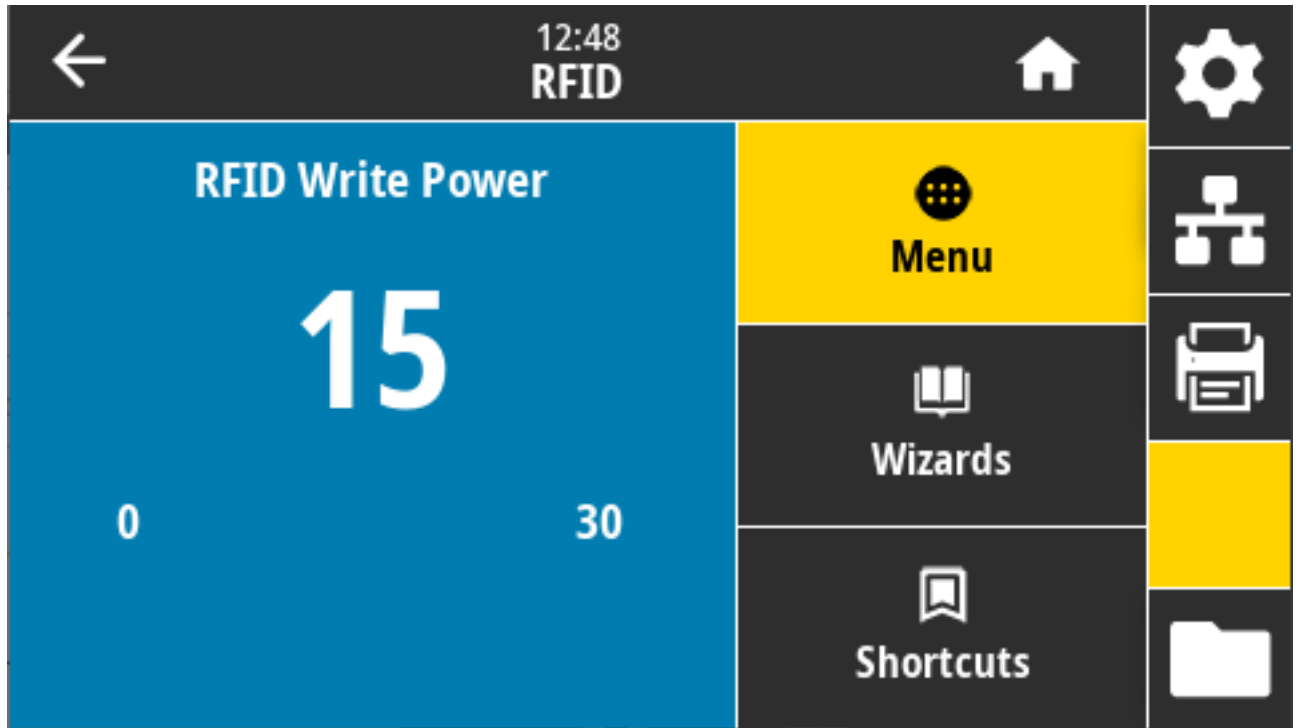 12:48
RFID
RFID Write Power
15
0 30
Menu
Wizards
Shortcuts